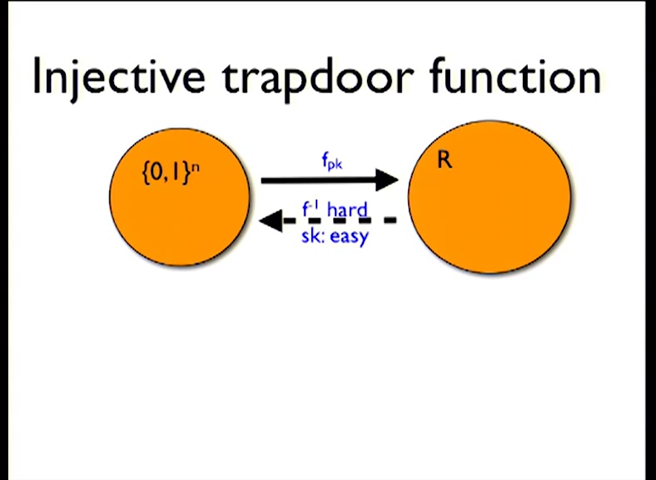 Injective trapdoor function
{0,1}ⁿ
f_pk
R
f⁻¹ hard
sk: easy